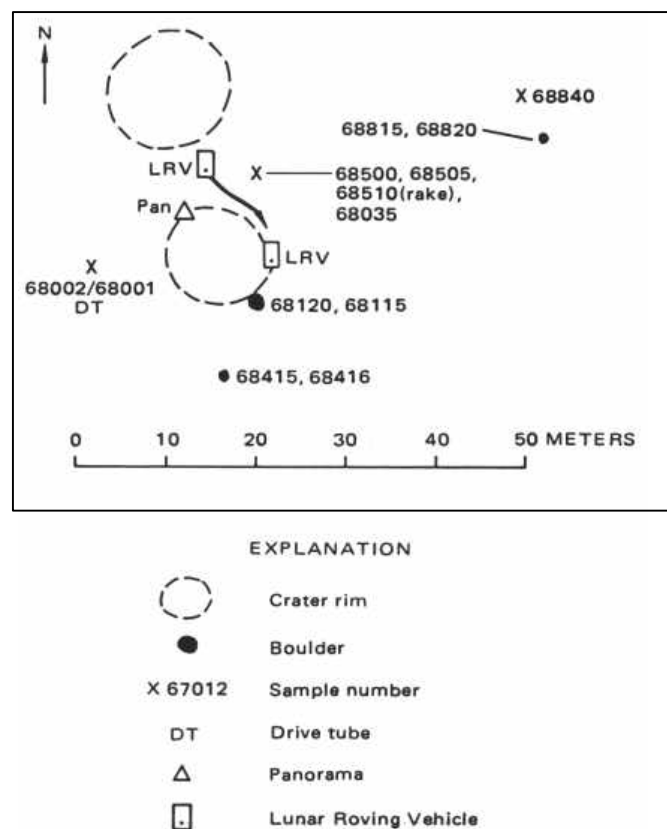 N
X 68840
68815, 68820
LRV
X
68500, 68505,
68510(rake),
68035
Pan
LRV
X
68002/68001
DT
68120, 68115
68415, 68416
0 10 20 30 40 50 METERS
EXPLANATION
Crater rim
Boulder
X 67012 Sample number
DT Drive tube
Panorama
Lunar Roving Vehicle